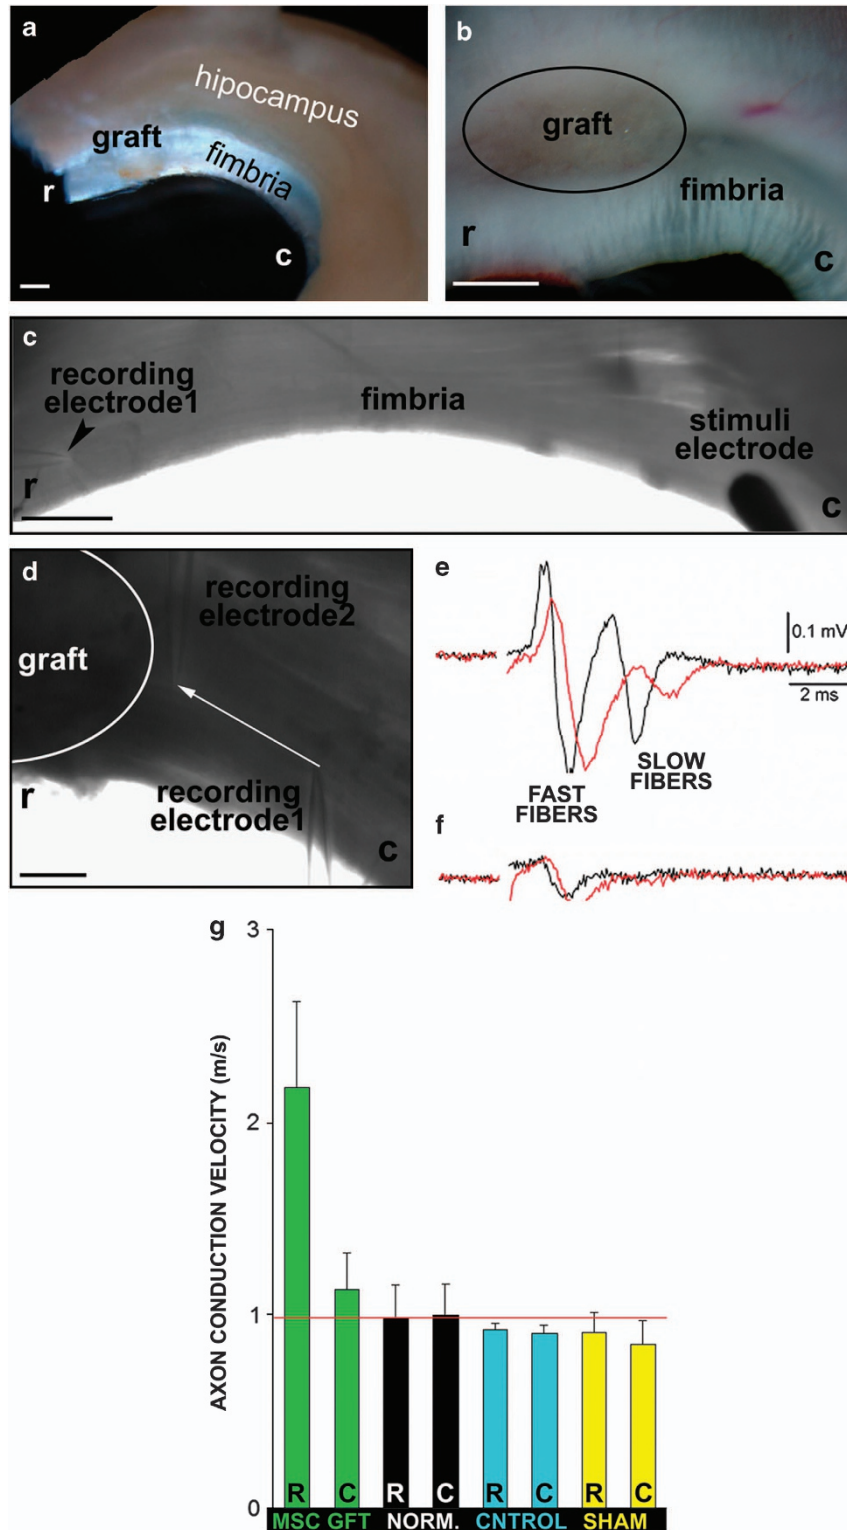 a
hipocampus
graft
fimbria
r
c
b
graft
fimbria
r
c
c
recording
electrode1
fimbria
stimuli
electrode
r
c
d
recording
electrode2
graft
r
recording
electrode1
c
e
0.1 mV
2 ms
SLOW
FIBERS
FAST
FIBERS
f
g
AXON CONDUCTION VELOCITY (m/s)
3
2
1
0
R C R C R C R C
MSC GFT NORM. CNTROL SHAM